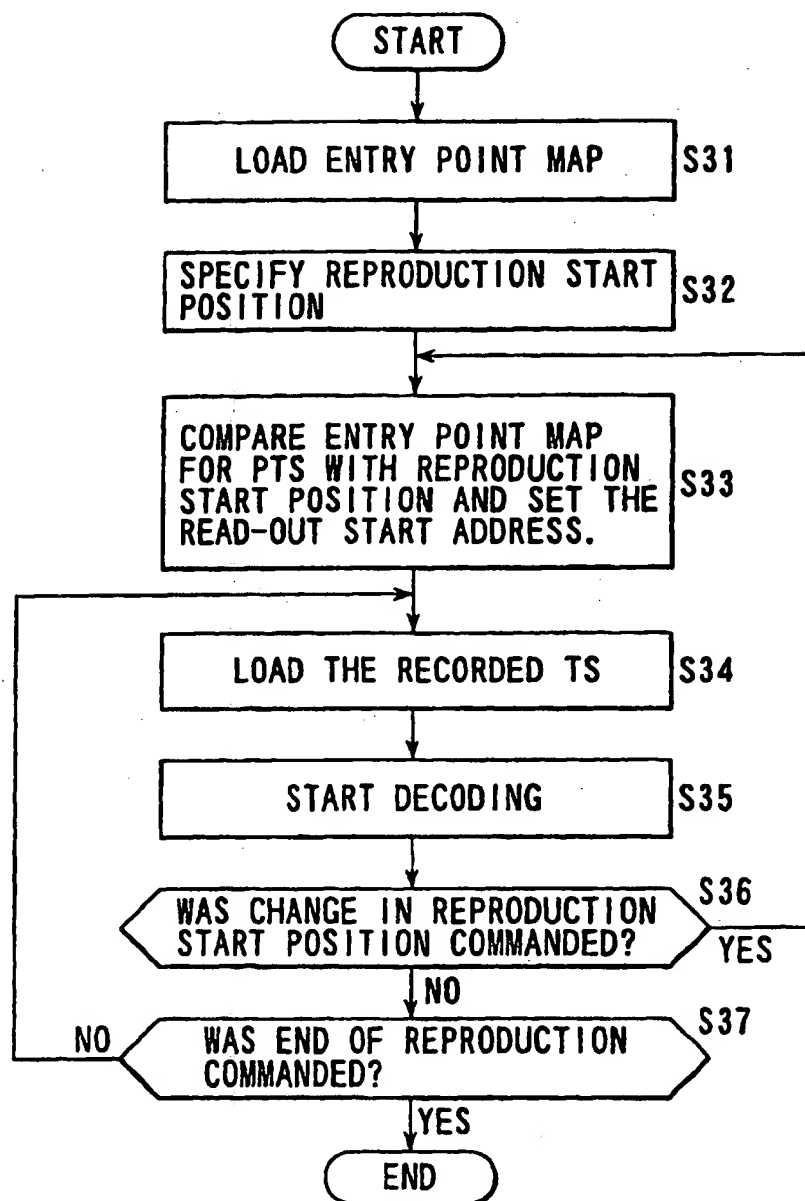 START
LOAD ENTRY POINT MAP
S31
SPECIFY REPRODUCTION START
POSITION
S32
COMPARE ENTRY POINT MAP
FOR PTS WITH REPRODUCTION
START POSITION AND SET THE
READ-OUT START ADDRESS.
S33
LOAD THE RECORDED TS
S34
START DECODING
S35
S36
WAS CHANGE IN REPRODUCTION
START POSITION COMMANDED?
YES
NO
S37
NO
WAS END OF REPRODUCTION
COMMANDED?
YES
END